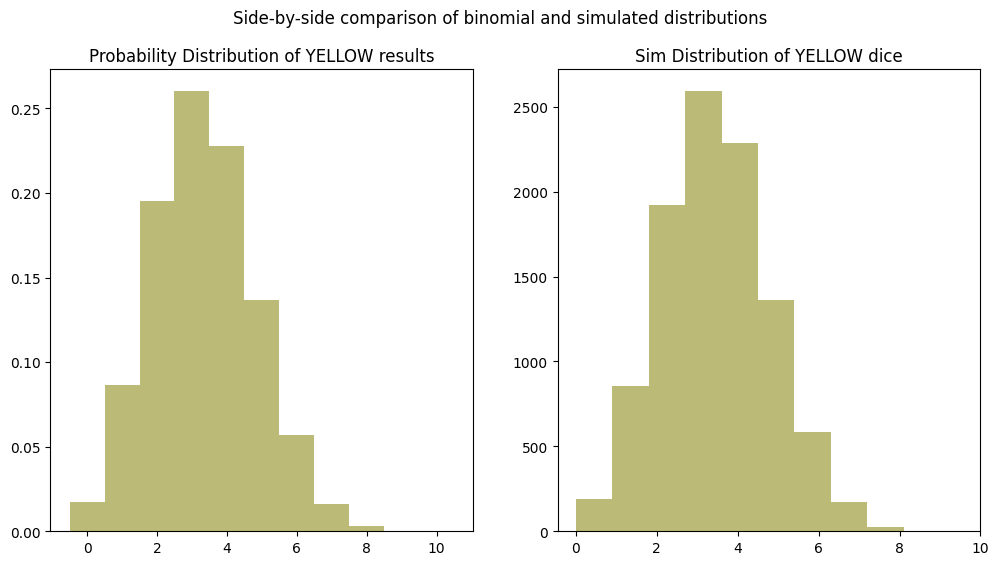 Side-by-side comparison of binomial and simulated distributions
Probability Distribution of YELLOW results
0.25
0.20
0.15
0.10
0.05
0.00
0 2 4 6 8 10
Sim Distribution of YELLOW dice
2500
2000
1500
1000
500
0
0 2 4 6 8 10